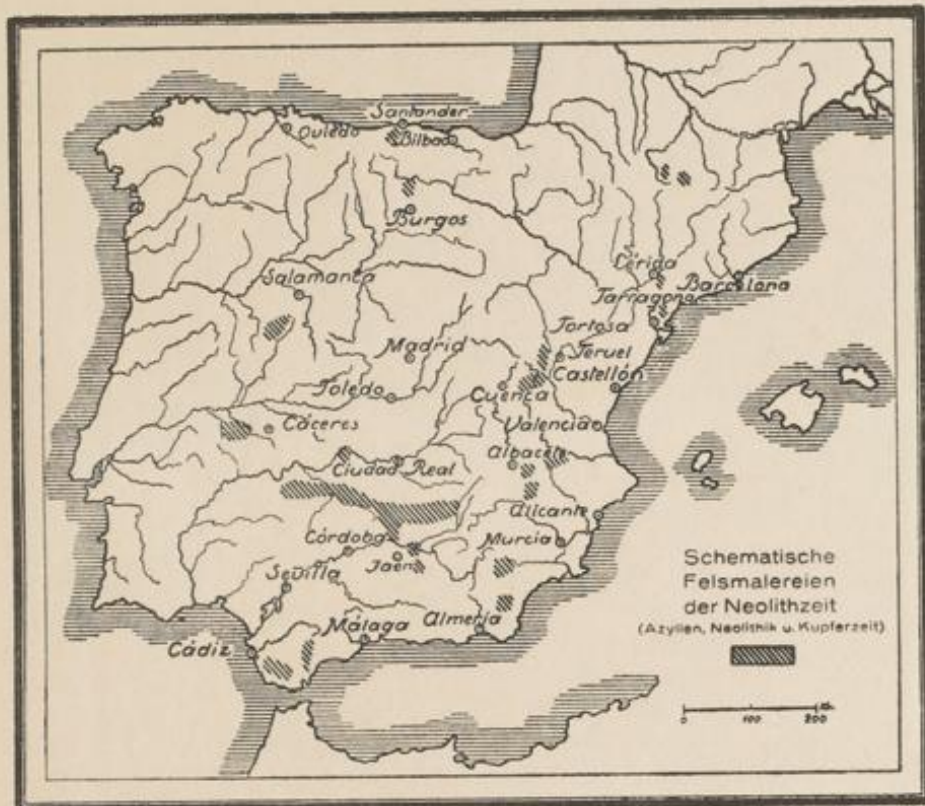 Santander
Oviedo
Bilbao
Burgos
Salamanca
Lérida
Barcelona
Tarragona
Tortosa
Madrid
Teruel
Castellón
Toledo
Cuenca
Cáceres
Valencia
Albacete
Ciudad Real
Alicante
Córdoba
Murcia
Jaén
Sevilla
Almería
Málaga
Cádiz
Schematische
Felsmalereien
der Neolithzeit
(Azylien, Neolithik u. Kupferzeit)
0 100 200